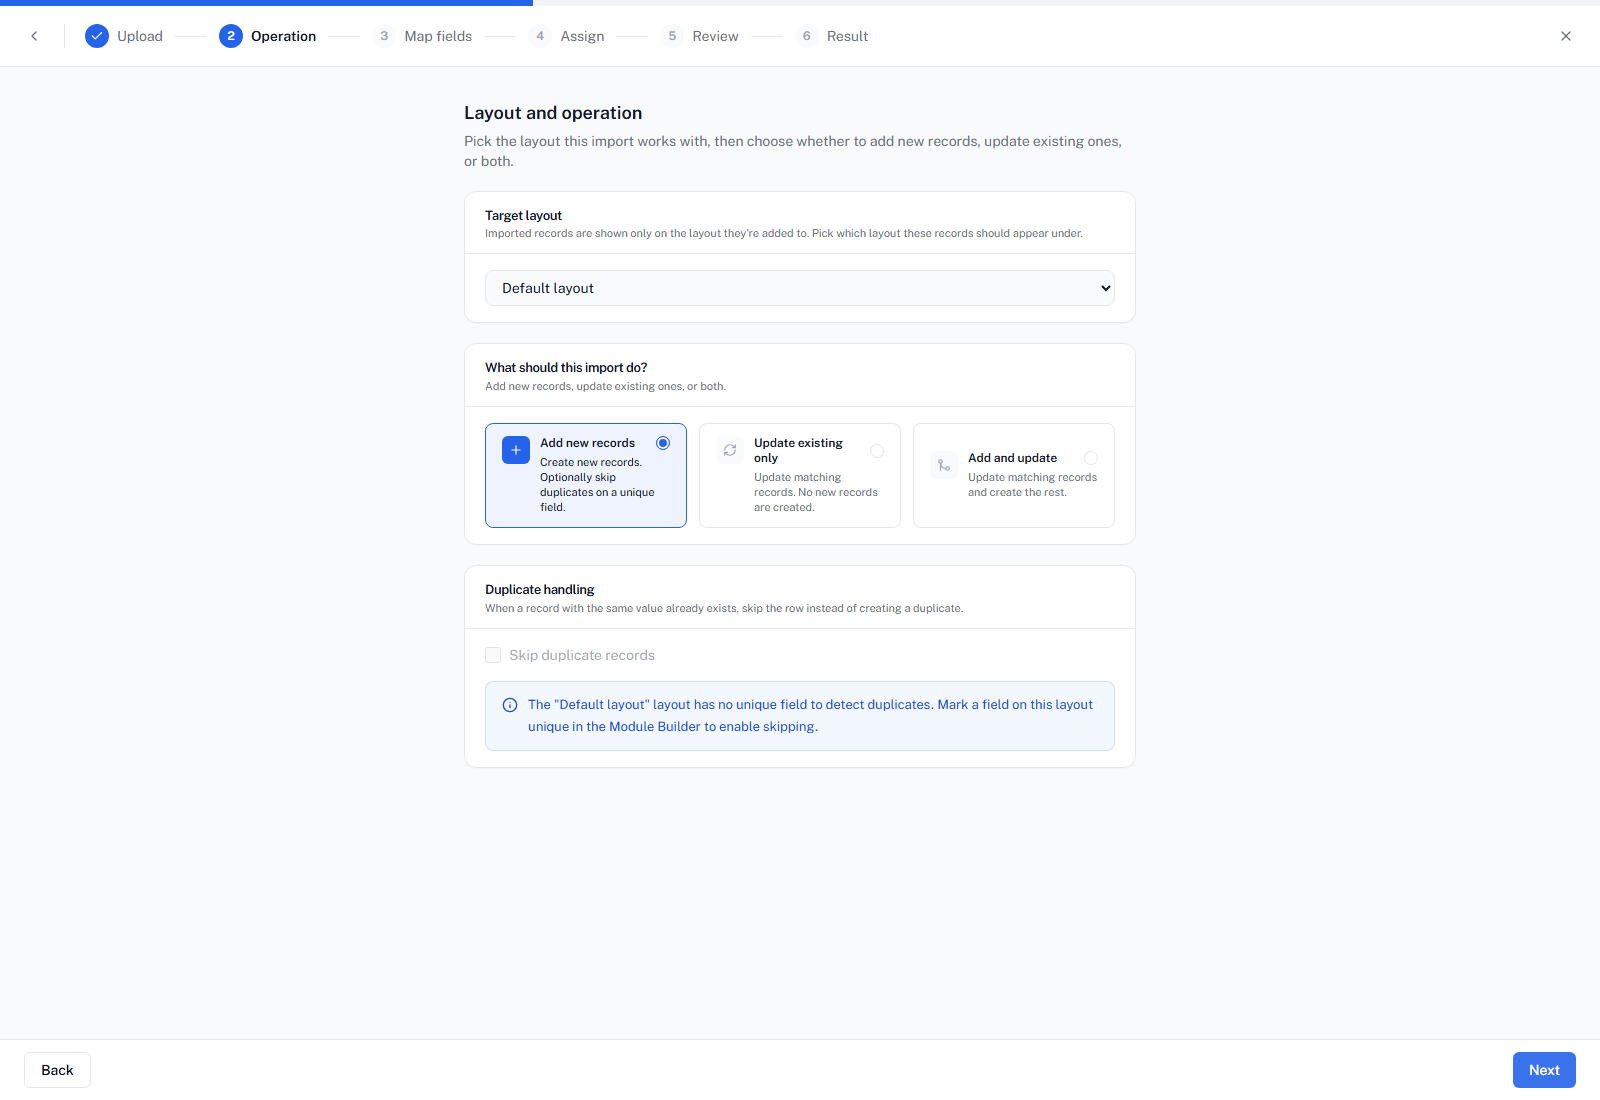 Upload
2 Operation
3 Map fields
4 Assign
5 Review
6 Result
Layout and operation
Pick the layout this import works with, then choose whether to add new records, update existing ones,
or both.
Target layout
Imported records are shown only on the layout they're added to. Pick which layout these records should appear under.
Default layout
What should this import do?
Add new records, update existing ones, or both.
Add new records
Create new records.
Optionally skip
duplicates on a unique
field.
Update existing
only
Update matching
records. No new records
are created.
Add and update
Update matching records
and create the rest.
Duplicate handling
When a record with the same value already exists, skip the row instead of creating a duplicate.
Skip duplicate records
The "Default layout" layout has no unique field to detect duplicates. Mark a field on this layout
unique in the Module Builder to enable skipping.
Back
Next